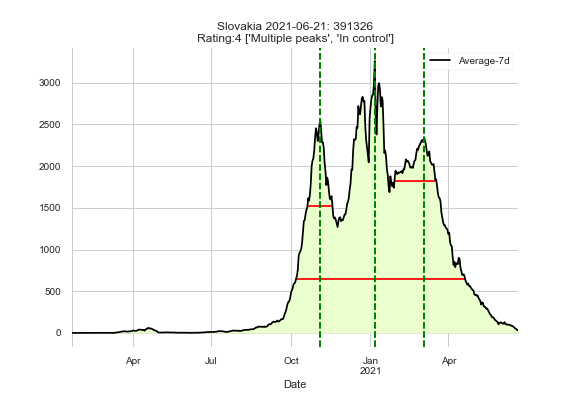 Slovakia 2021-06-21: 391326
Rating:4 ['Multiple peaks', 'In control']
Average-7d
3000
2500
2000
1500
1000
500
0
Apr
Jul
Oct
Jan
2021
Apr
Date